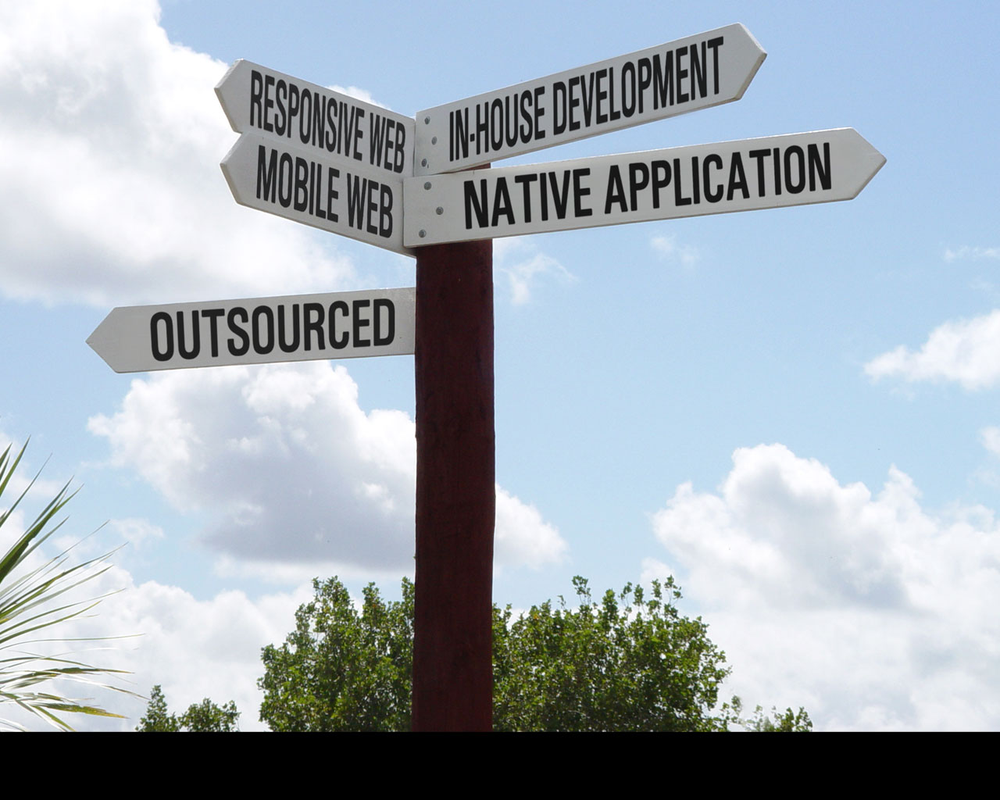 RESPONSIVE WEB
IN-HOUSE DEVELOPMENT
MOBILE WEB
NATIVE APPLICATION
OUTSOURCED